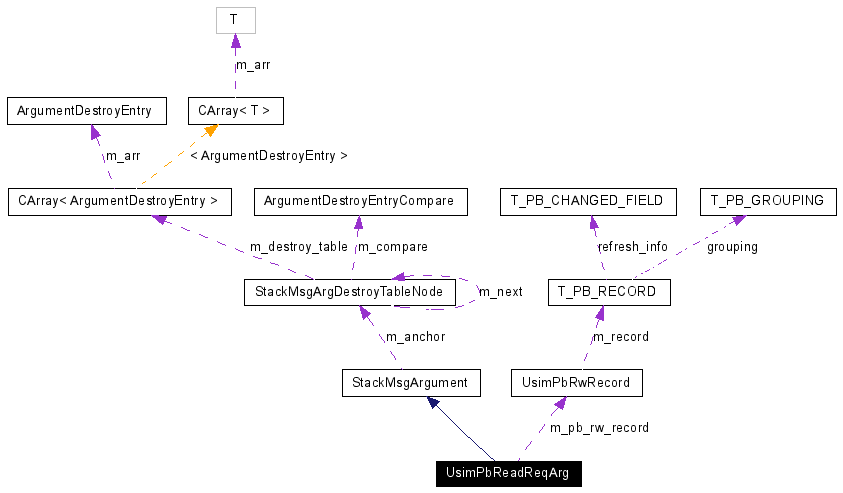 T
m_arr
ArgumentDestroyEntry
CArray< T >
m_arr
< ArgumentDestroyEntry >
CArray< ArgumentDestroyEntry >
ArgumentDestroyEntryCompare
T_PB_CHANGED_FIELD
T_PB_GROUPING
m_destroy_table
m_compare
refresh_info
grouping
StackMsgArgDestroyTableNode
m_next
T_PB_RECORD
m_anchor
m_record
StackMsgArgument
UsimPbRwRecord
m_pb_rw_record
UsimPbReadReqArg